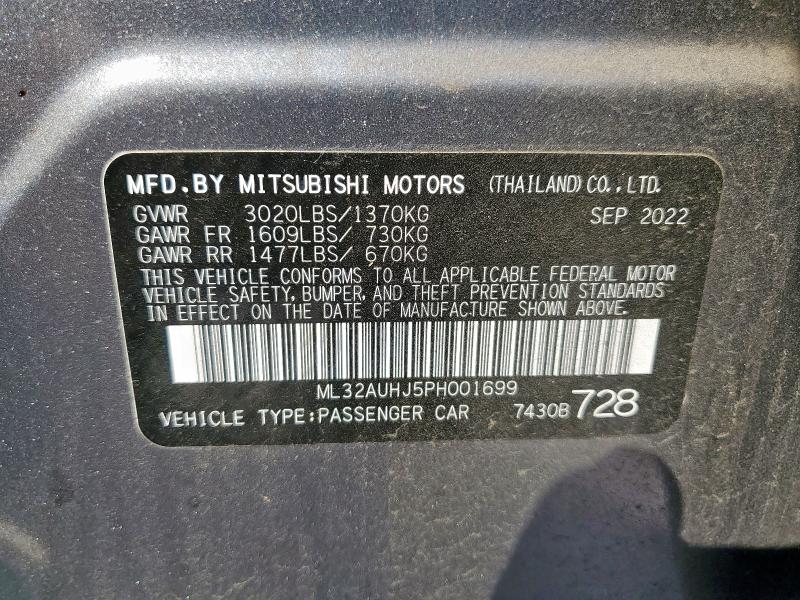 MFD.BY MITSUBISHI MOTORS (THAILAND)CO.,LTD.
GVWR 3020LBS/1370KG SEP 2022
GAWR FR 1609LBS/ 730KG
GAWR RR 1477LBS/ 670KG
THIS VEHICLE CONFORMS TO ALL APPLICABLE FEDERAL MOTOR
VEHICLE SAFETY, BUMPER, AND THEFT PREVENTION STANDARDS
IN EFFECT ON THE DATE OF MANUFACTURE SHOWN ABOVE.
ML32AUHJ5PH001699
VEHICLE TYPE:PASSENGER CAR 7430B 728